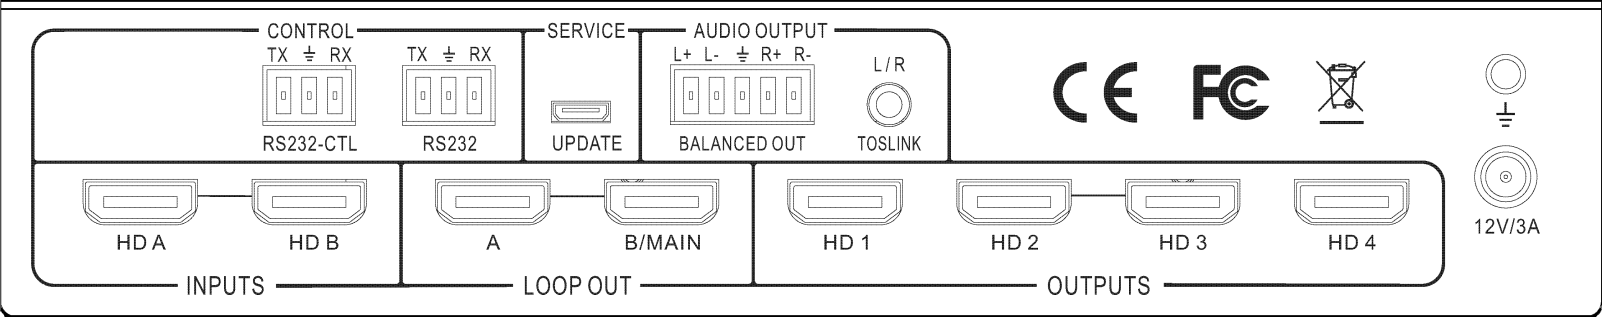 CONTROL SERVICE AUDIO OUTPUT
TX ⏚ RX TX ⏚ RX L+ L- ⏚ R+ R- L/R
RS232-CTL RS232 UPDATE BALANCED OUT TOSLINK
CE FC
HD A HD B A B/MAIN HD 1 HD 2 HD 3 HD 4 12V/3A
INPUTS LOOP OUT OUTPUTS